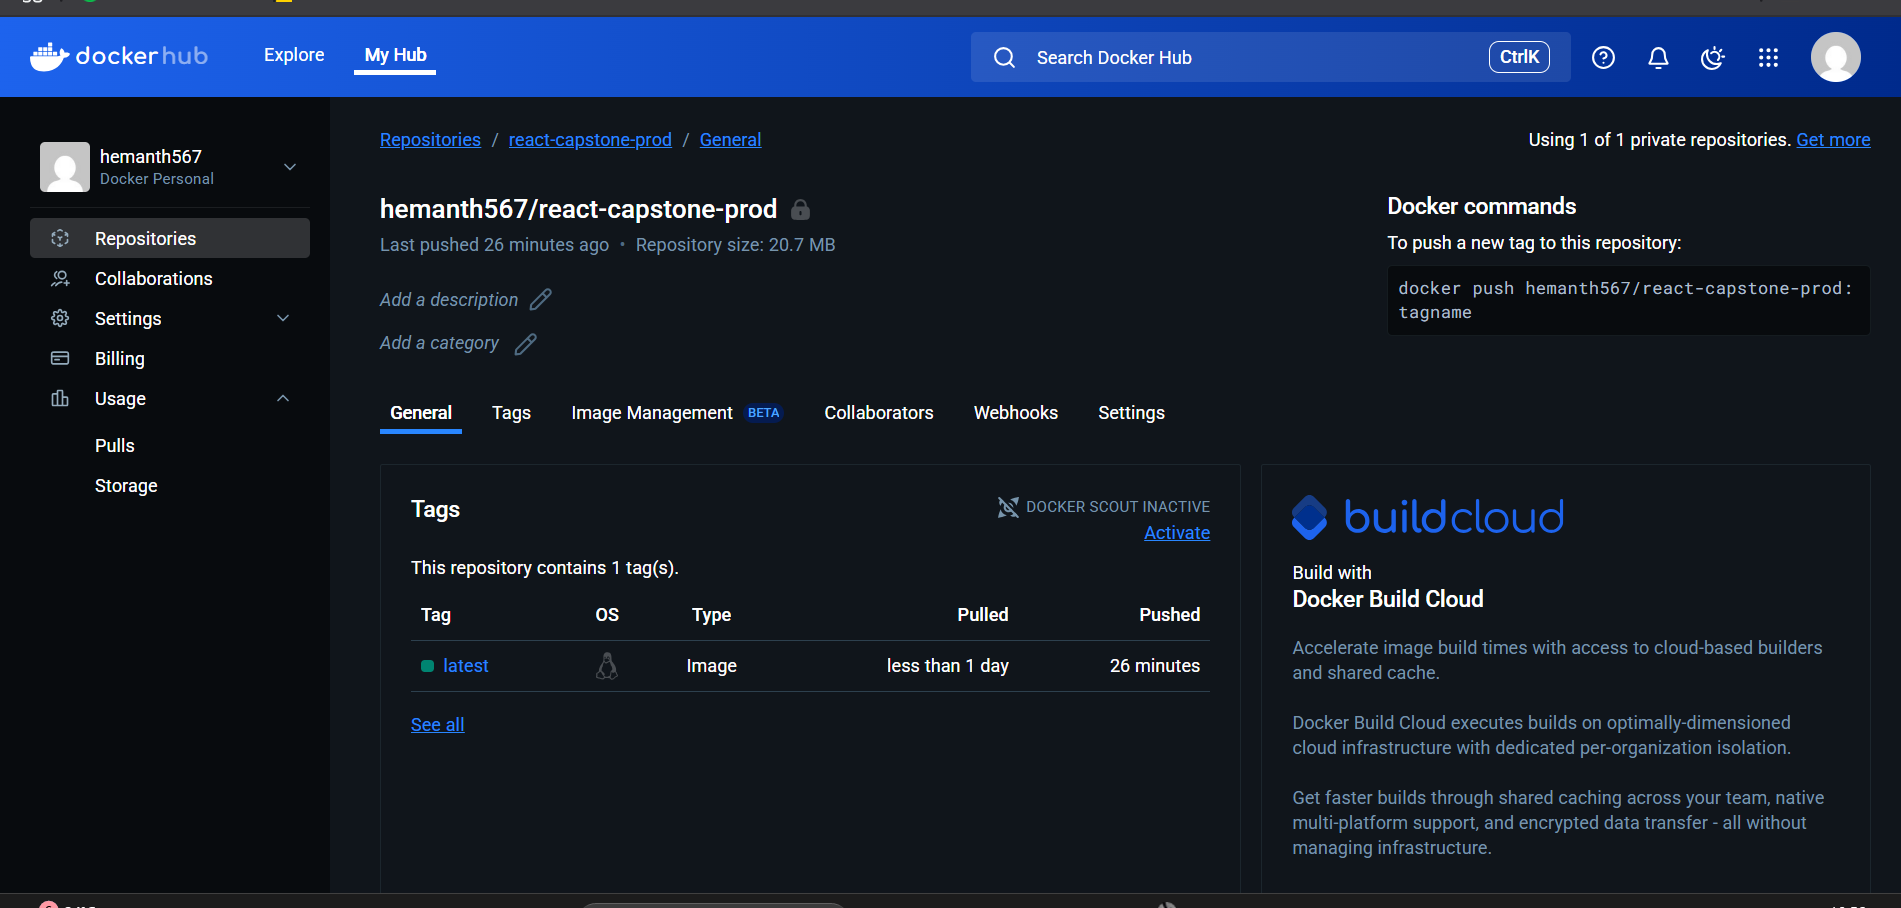 dockerhub
Explore
My Hub
Search Docker Hub
CtrlK
hemanth567
Docker Personal
Repositories
Collaborations
Settings
Billing
Usage
Pulls
Storage
Repositories / react-capstone-prod / General
Using 1 of 1 private repositories. Get more
hemanth567/react-capstone-prod
Last pushed 26 minutes ago • Repository size: 20.7 MB
Add a description
Add a category
Docker commands
To push a new tag to this repository:
docker push hemanth567/react-capstone-prod:
tagname
General Tags Image Management BETA Collaborators Webhooks Settings
Tags
DOCKER SCOUT INACTIVE
Activate
This repository contains 1 tag(s).
Tag OS Type Pulled Pushed
latest Image less than 1 day 26 minutes
See all
buildcloud
Build with
Docker Build Cloud
Accelerate image build times with access to cloud-based builders
and shared cache.
Docker Build Cloud executes builds on optimally-dimensioned
cloud infrastructure with dedicated per-organization isolation.
Get faster builds through shared caching across your team, native
multi-platform support, and encrypted data transfer - all without
managing infrastructure.